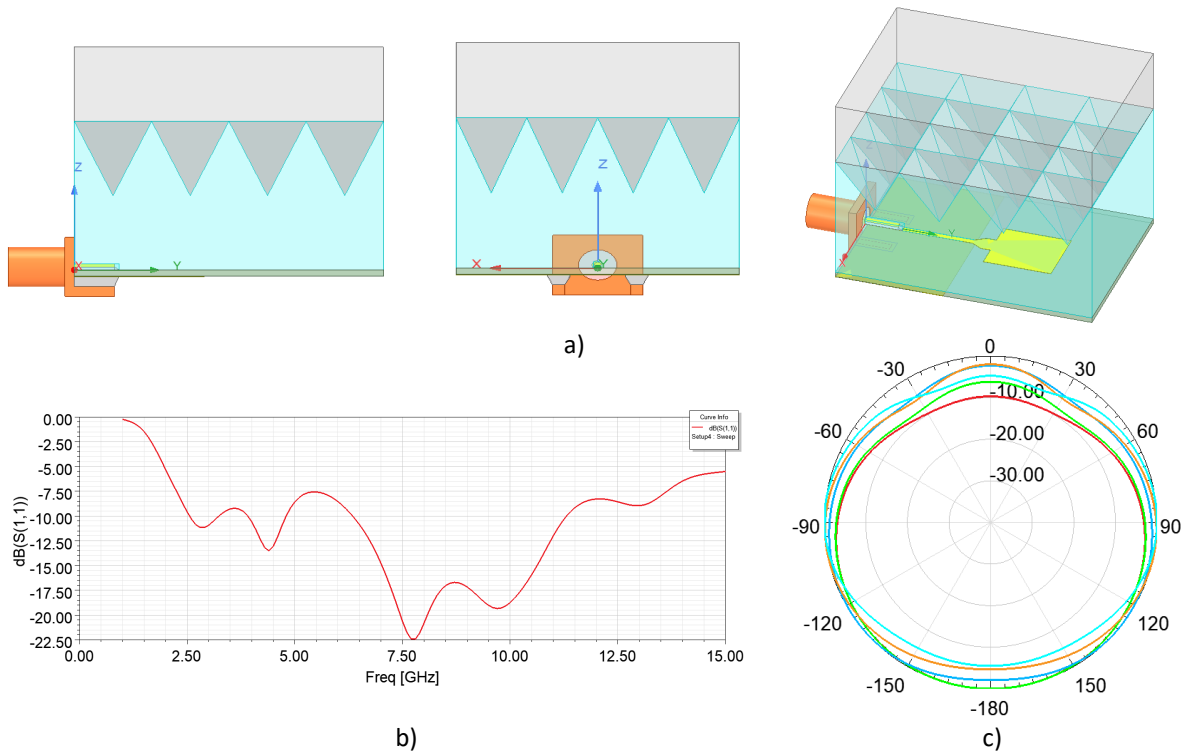 Z
X
Y
Z
X
Y
Z
Y
X
a)
0.00
-2.50
-5.00
-7.50
-10.00
-12.50
-15.00
-17.50
-20.00
-22.50
dB(S(1,1))
0.00
2.50
5.00
7.50
10.00
12.50
15.00
Freq [GHz]
Curve Info
dB(S(1,1))
Setup4 : Sweep
b)
0
-30
30
-60
60
-90
90
-120
120
-150
150
-180
-10.00
-20.00
-30.00
c)